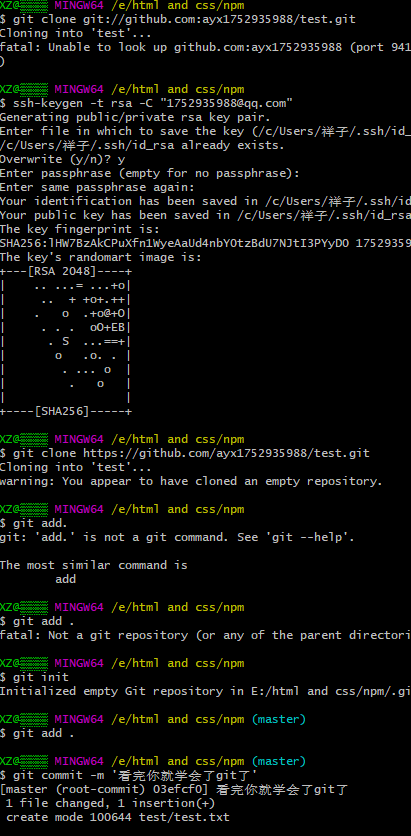 XZ@▒▒▒▒ MINGW64 /e/html and css/npm
$ git clone git://github.com:ayx1752935988/test.git
Cloning into 'test'...
fatal: Unable to look up github.com:ayx1752935988 (port 941
)
XZ@▒▒▒▒ MINGW64 /e/html and css/npm
$ ssh-keygen -t rsa -C "1752935988@qq.com"
Generating public/private rsa key pair.
Enter file in which to save the key (/c/Users/祥子/.ssh/id_
/c/Users/祥子/.ssh/id_rsa already exists.
Overwrite (y/n)? y
Enter passphrase (empty for no passphrase):
Enter same passphrase again:
Your identification has been saved in /c/Users/祥子/.ssh/id
Your public key has been saved in /c/Users/祥子/.ssh/id_rsa
The key fingerprint is:
SHA256:lHW7BzAkCPuXfn1WyeAaUd4nbYOtzBdU7NJtI3PYyDO 17529359
The key's randomart image is:
+---[RSA 2048]----+
|    .. ...= ...+o|
|     ..  + +o+.++|
|    .   o  .+o@+O|
|     . . .  oO+EB|
|      . S  ...==+|
|       o   .o. . |
|        . ... o  |
|         .   o   |
|                 |
+----[SHA256]-----+
XZ@▒▒▒▒ MINGW64 /e/html and css/npm
$ git clone https://github.com/ayx1752935988/test.git
Cloning into 'test'...
warning: You appear to have cloned an empty repository.
XZ@▒▒▒▒ MINGW64 /e/html and css/npm
$ git add.
git: 'add.' is not a git command. See 'git --help'.
The most similar command is
        add
XZ@▒▒▒▒ MINGW64 /e/html and css/npm
$ git add .
fatal: Not a git repository (or any of the parent directori
XZ@▒▒▒▒ MINGW64 /e/html and css/npm
$ git init
Initialized empty Git repository in E:/html and css/npm/.gi
XZ@▒▒▒▒ MINGW64 /e/html and css/npm (master)
$ git add .
XZ@▒▒▒▒ MINGW64 /e/html and css/npm (master)
$ git commit -m '看完你就学会了git了'
[master (root-commit) 03efcf0] 看完你就学会了git了
 1 file changed, 1 insertion(+)
 create mode 100644 test/test.txt